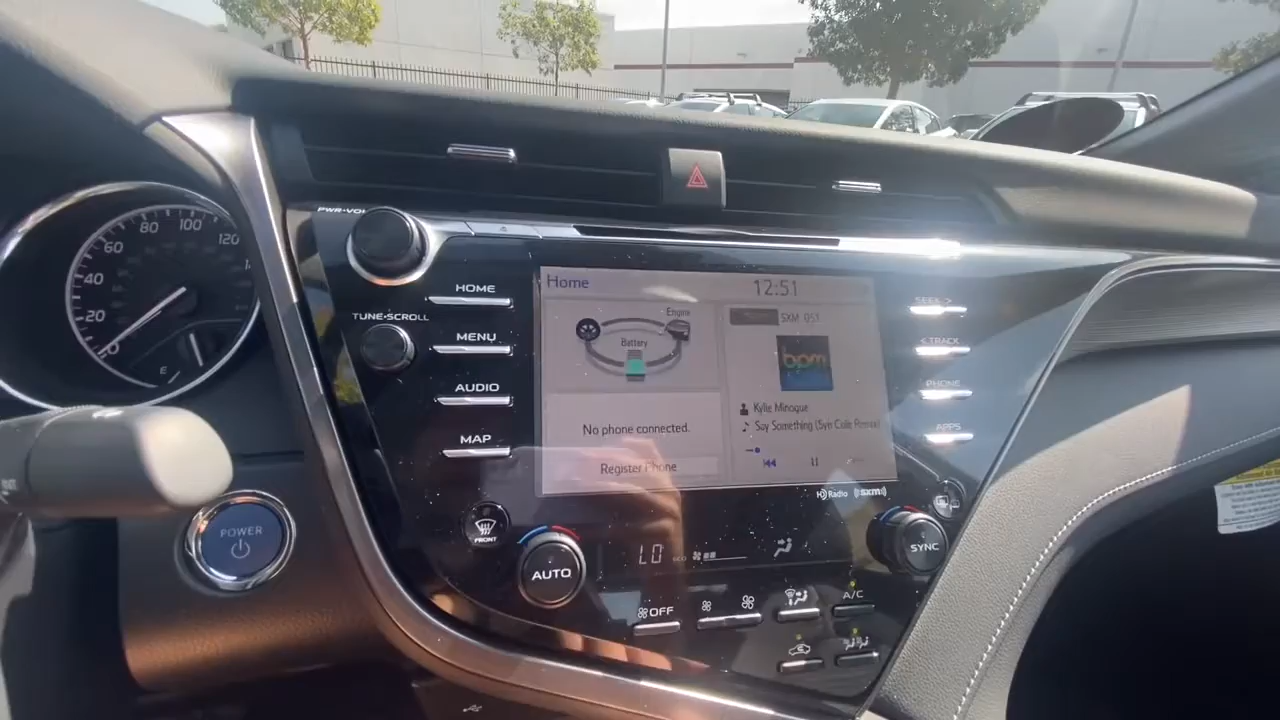 PWR•VOL
TUNE•SCROLL
HOME
MENU
AUDIO
MAP
Home
12:51
Engine
Battery
SXM 051
bpm
Kylie Minogue
Say Something (Syn Cole Remix)
No phone connected.
Register Phone
SEEK >
< TRACK
PHONE
APPS
HD Radio
((SXM))
0
20
40
60
80
100
120
E
POWER
FRONT
AUTO
LO
ECO
SYNC
OFF
A/C